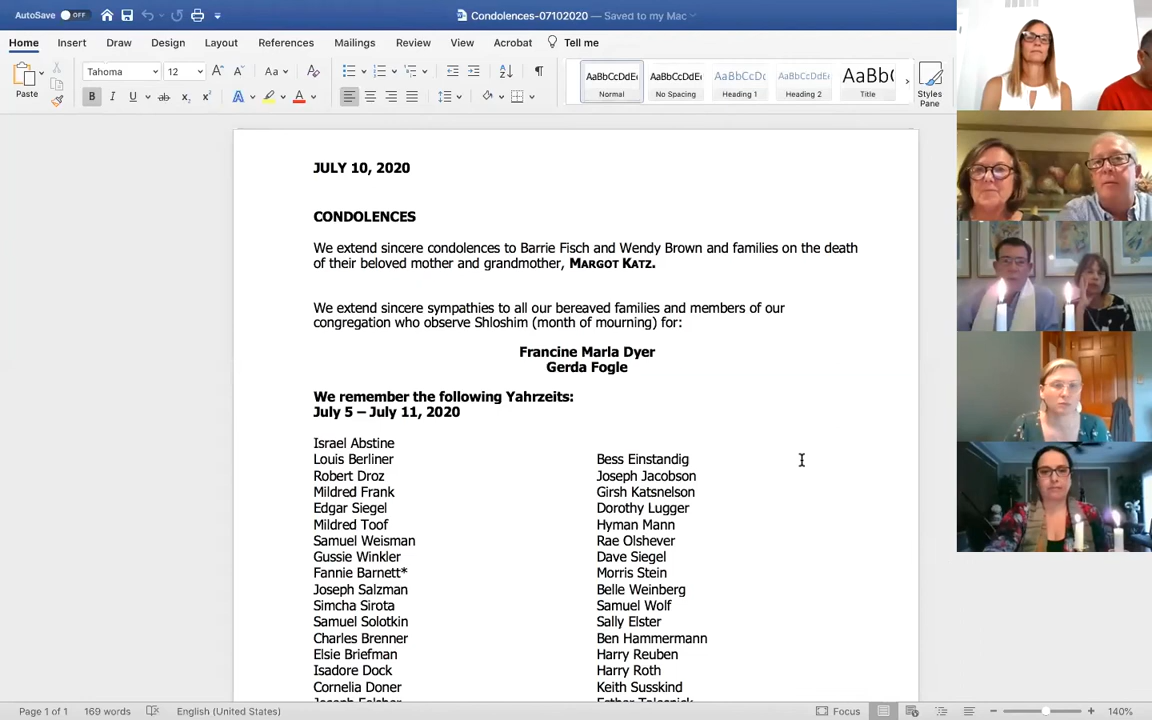 AutoSave OFF Condolences-07102020 — Saved to my Mac
Home Insert Draw Design Layout References Mailings Review View Acrobat Tell me
Paste Tahoma 12 AaBbCcDdEe AaBbCcDdEe AaBbCcDc AaBbCcDdEe AaBbC
Normal No Spacing Heading 1 Heading 2 Title Styles Pane
JULY 10, 2020
CONDOLENCES
We extend sincere condolences to Barrie Fisch and Wendy Brown and families on the death
of their beloved mother and grandmother, MARGOT KATZ.
We extend sincere sympathies to all our bereaved families and members of our
congregation who observe Shloshim (month of mourning) for:
Francine Marla Dyer
Gerda Fogle
We remember the following Yahrzeits:
July 5 – July 11, 2020
Israel Abstine
Louis Berliner Bess Einstandig
Robert Droz Joseph Jacobson
Mildred Frank Girsh Katsnelson
Edgar Siegel Dorothy Lugger
Mildred Toof Hyman Mann
Samuel Weisman Rae Olshever
Gussie Winkler Dave Siegel
Fannie Barnett* Morris Stein
Joseph Salzman Belle Weinberg
Simcha Sirota Samuel Wolf
Samuel Solotkin Sally Elster
Charles Brenner Ben Hammermann
Elsie Briefman Harry Reuben
Isadore Dock Harry Roth
Cornelia Doner Keith Susskind
Page 1 of 1 169 words English (United States) Focus 140%